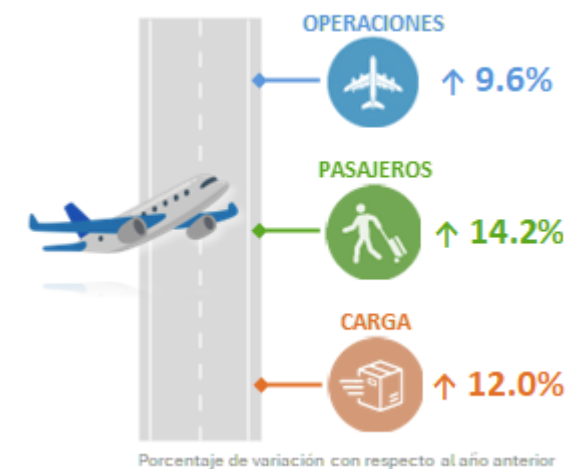 OPERACIONES
↑ 9.6%
PASAJEROS
↑ 14.2%
CARGA
↑ 12.0%
Porcentaje de variación con respecto al año anterior